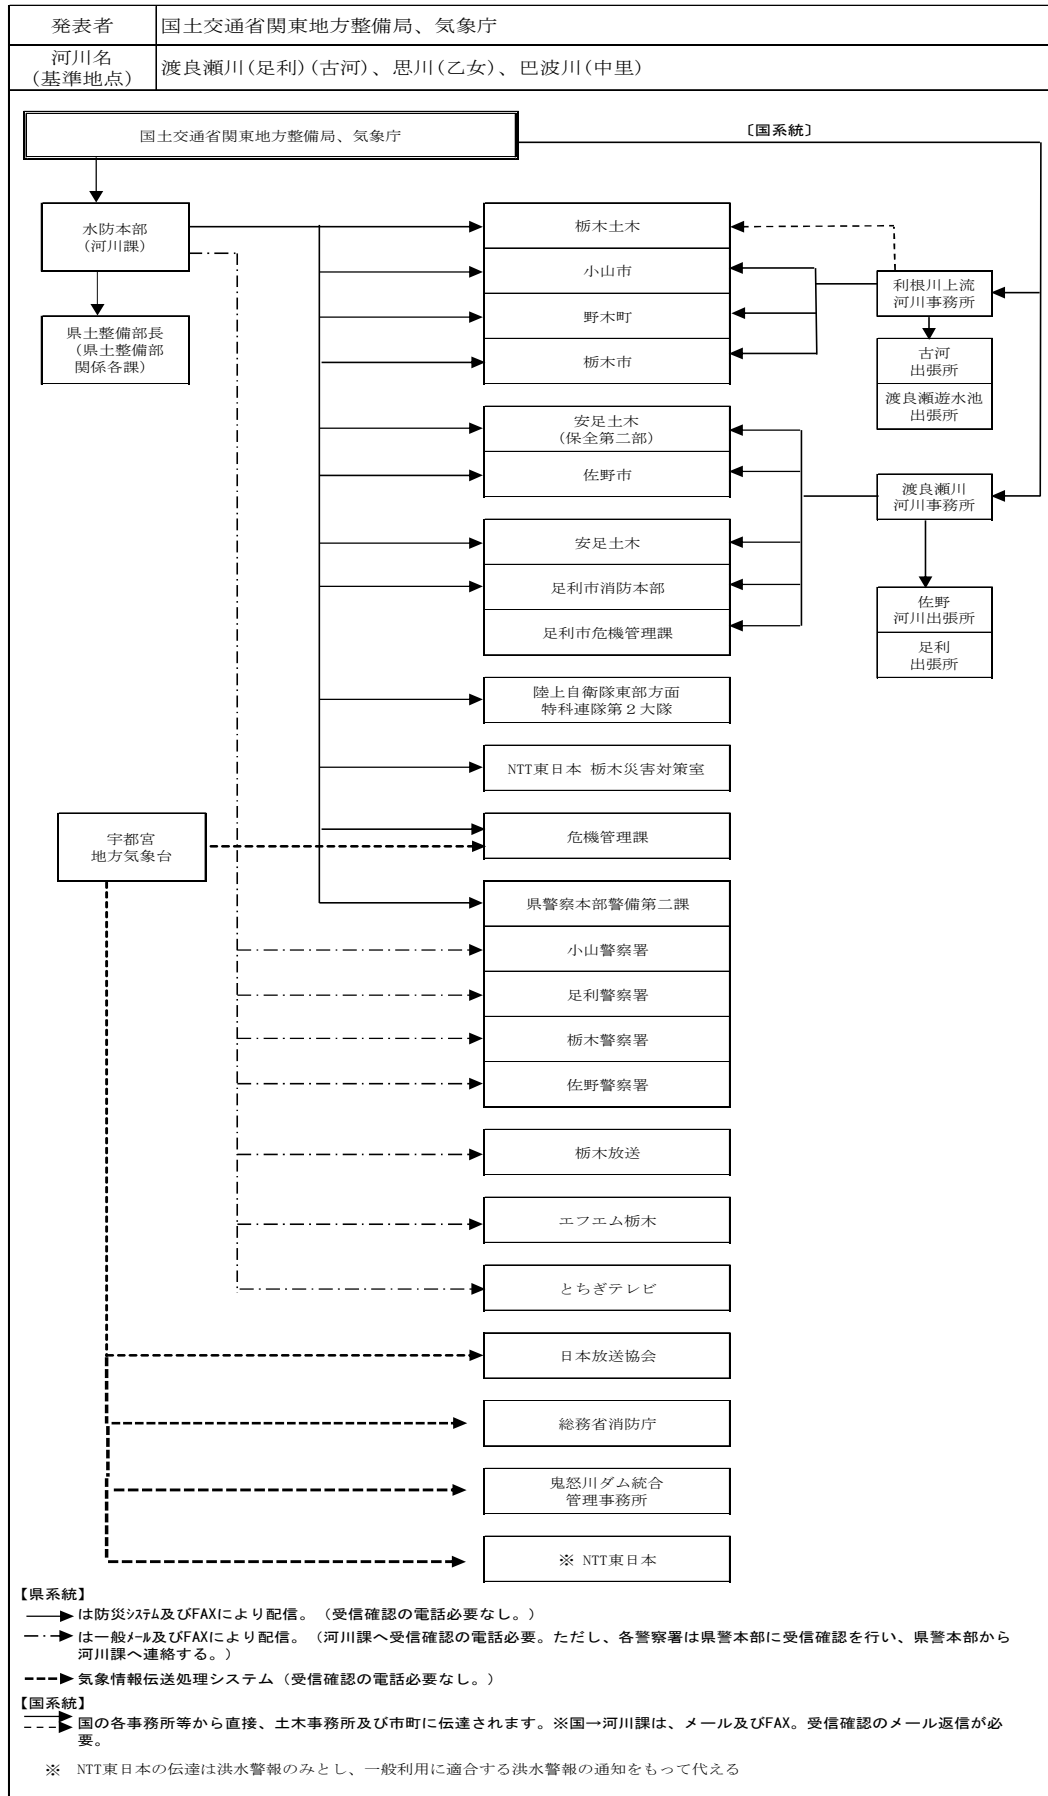 発表者
国土交通省関東地方整備局、気象庁
河川名
(基準地点)
渡良瀬川(足利)(古河)、思川(乙女)、巴波川(中里)
国土交通省関東地方整備局、気象庁
〔国系統〕
水防本部
(河川課)
県土整備部長
(県土整備部
関係各課)
栃木土木
小山市
野木町
栃木市
利根川上流
河川事務所
古河
出張所
渡良瀬遊水池
出張所
安足土木
(保全第二部)
佐野市
渡良瀬川
河川事務所
安足土木
足利市消防本部
足利市危機管理課
佐野
河川出張所
足利
出張所
陸上自衛隊東部方面
特科連隊第2大隊
NTT東日本 栃木災害対策室
宇都宮
地方気象台
危機管理課
県警察本部警備第二課
小山警察署
足利警察署
栃木警察署
佐野警察署
栃木放送
エフエム栃木
とちぎテレビ
日本放送協会
総務省消防庁
鬼怒川ダム統合
管理事務所
※ NTT東日本
【県系統】
は防災ｼｽﾃﾑ及びFAXにより配信。（受信確認の電話必要なし。）
は一般ﾒｰﾙ及びFAXにより配信。（河川課へ受信確認の電話必要。ただし、各警察署は県警本部に受信確認を行い、県警本部から
河川課へ連絡する。）
気象情報伝送処理システム（受信確認の電話必要なし。）
【国系統】
国の各事務所等から直接、土木事務所及び市町に伝達されます。※国→河川課は、メール及びFAX。受信確認のメール返信が必
要。
※ NTT東日本の伝達は洪水警報のみとし、一般利用に適合する洪水警報の通知をもって代える